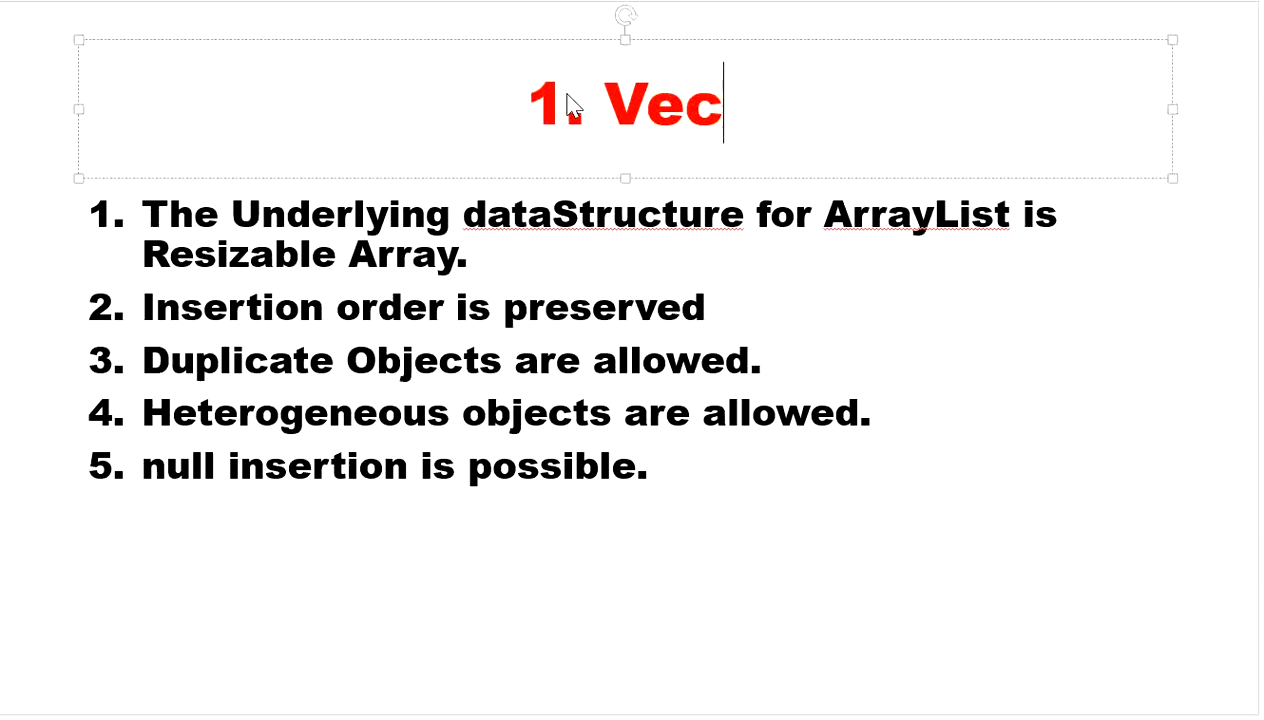 1. Vec
1. The Underlying dataStructure for ArrayList is
Resizable Array.
2. Insertion order is preserved
3. Duplicate Objects are allowed.
4. Heterogeneous objects are allowed.
5. null insertion is possible.